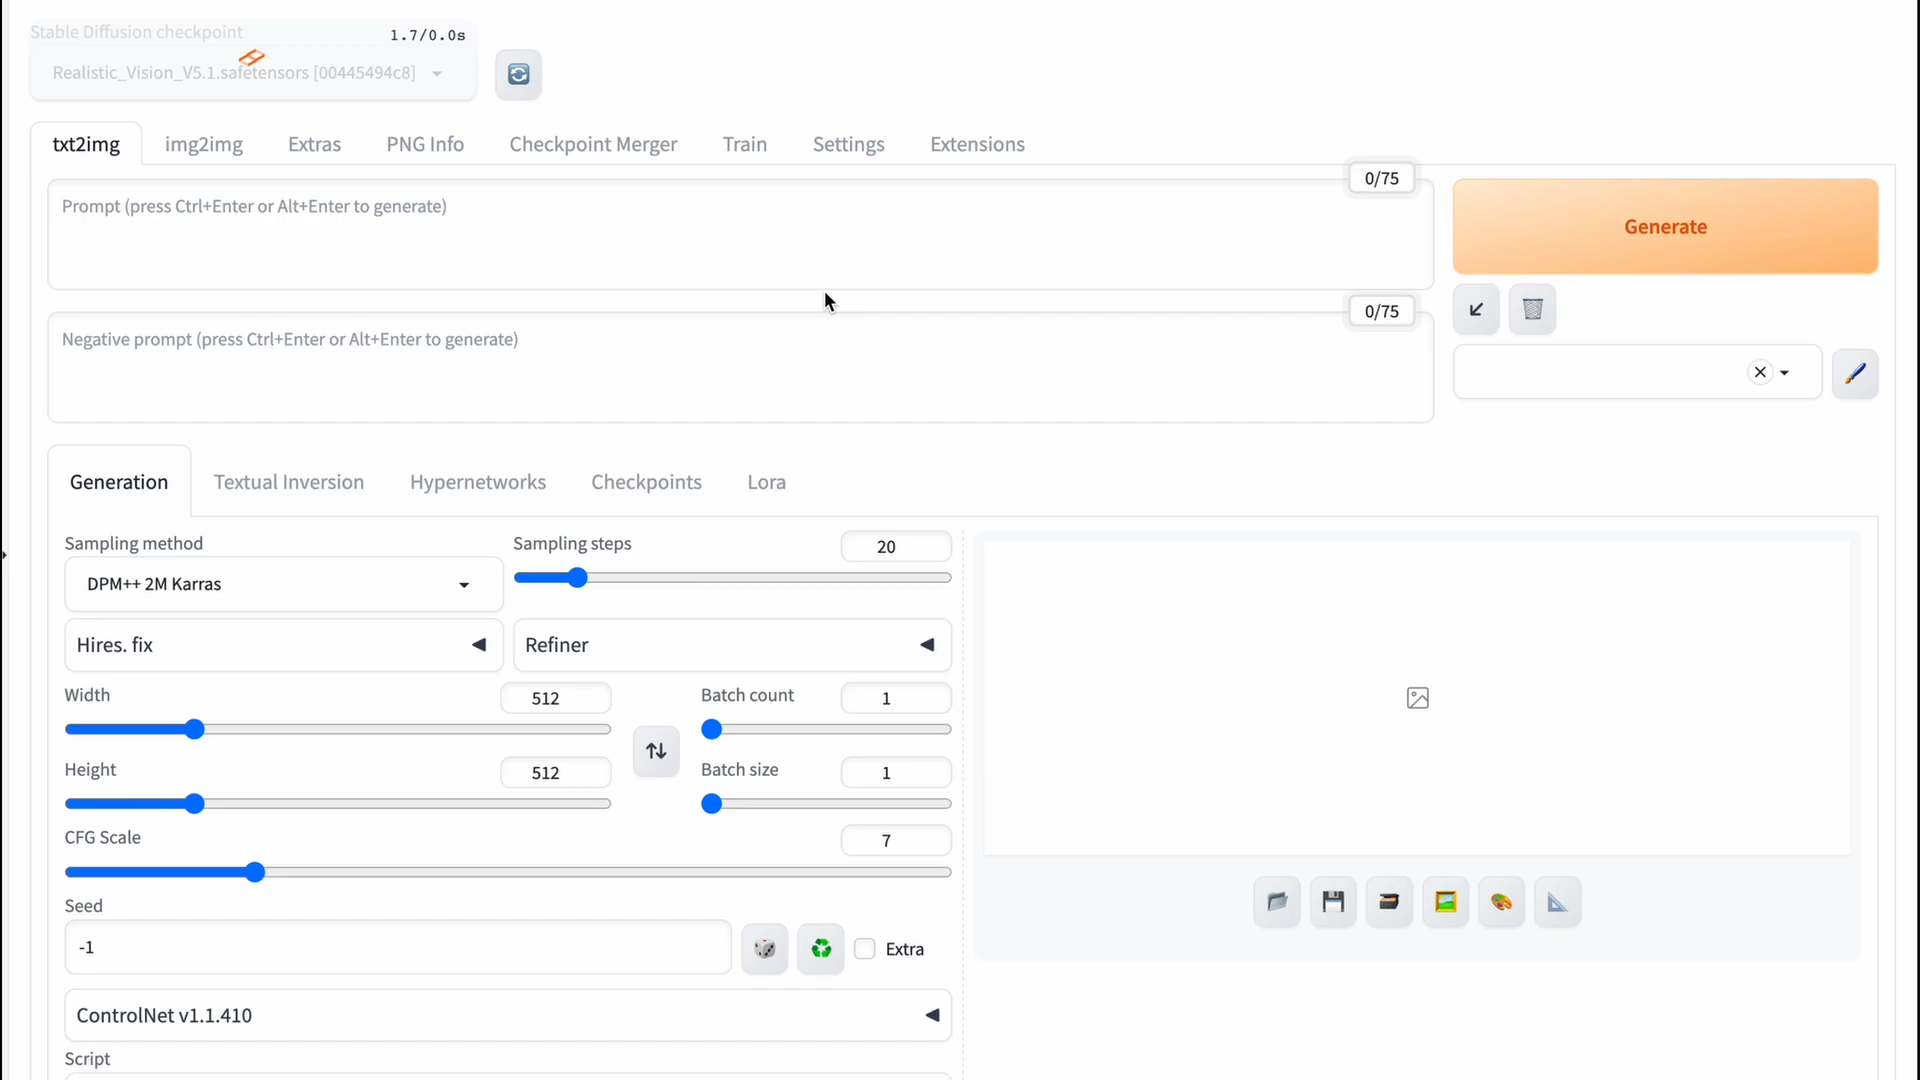 Stable Diffusion checkpoint
1.7/0.0s
Realistic_Vision_V5.1.safetensors [00445494c8]
txt2img img2img Extras PNG Info Checkpoint Merger Train Settings Extensions
0/75
Prompt (press Ctrl+Enter or Alt+Enter to generate)
Generate
0/75
Negative prompt (press Ctrl+Enter or Alt+Enter to generate)
Generation Textual Inversion Hypernetworks Checkpoints Lora
Sampling method
Sampling steps
20
DPM++ 2M Karras
Hires. fix
Refiner
Width
512
Batch count
1
Height
512
Batch size
1
CFG Scale
7
Seed
-1
Extra
ControlNet v1.1.410
Script